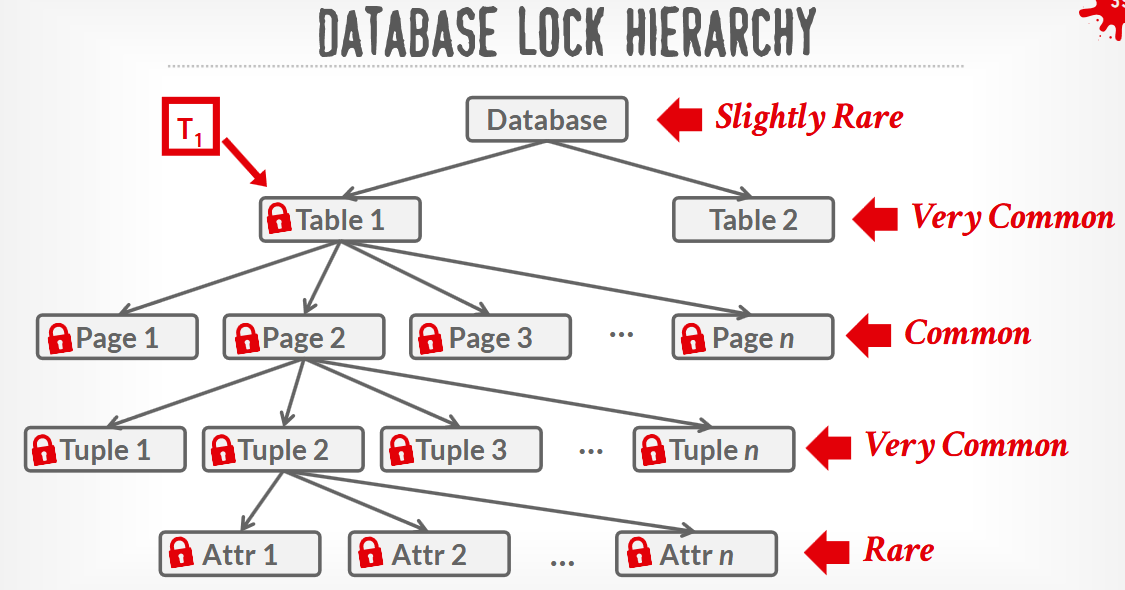 DATABASE LOCK HIERARCHY
T1
Database
Slightly Rare
Table 1
Table 2
Very Common
Page 1
Page 2
Page 3
...
Page n
Common
Tuple 1
Tuple 2
Tuple 3
...
Tuple n
Very Common
Attr 1
Attr 2
...
Attr n
Rare